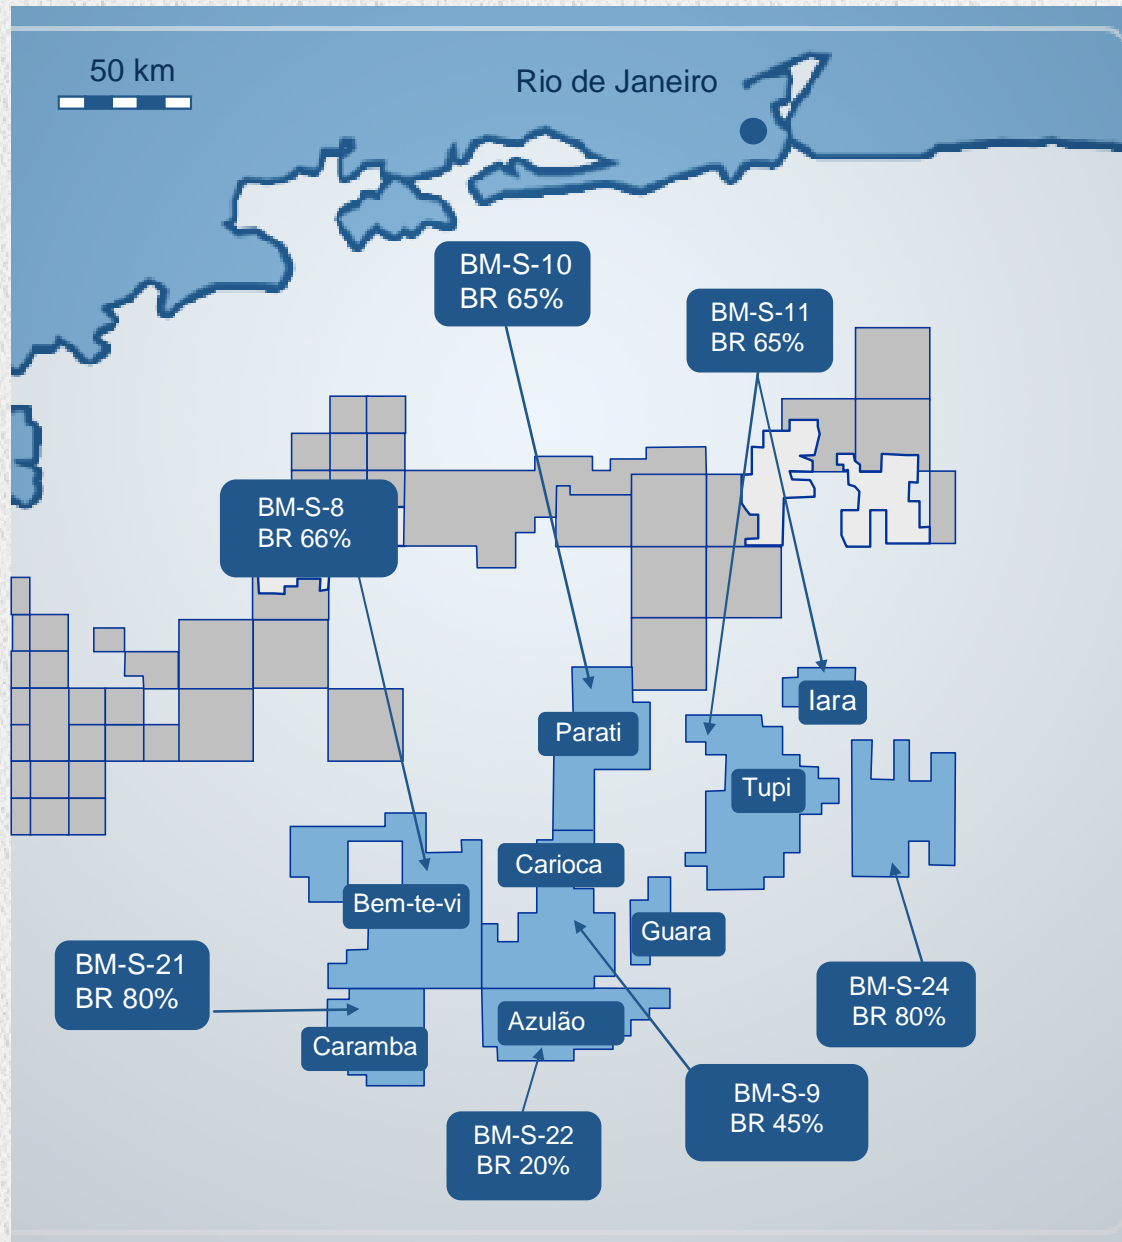 50 km
Rio de Janeiro
BM-S-10
BR 65%
BM-S-11
BR 65%
BM-S-8
BR 66%
Iara
Parati
Tupi
Carioca
Bem-te-vi
Guara
BM-S-21
BR 80%
BM-S-24
BR 80%
Azulão
Caramba
BM-S-9
BR 45%
BM-S-22
BR 20%